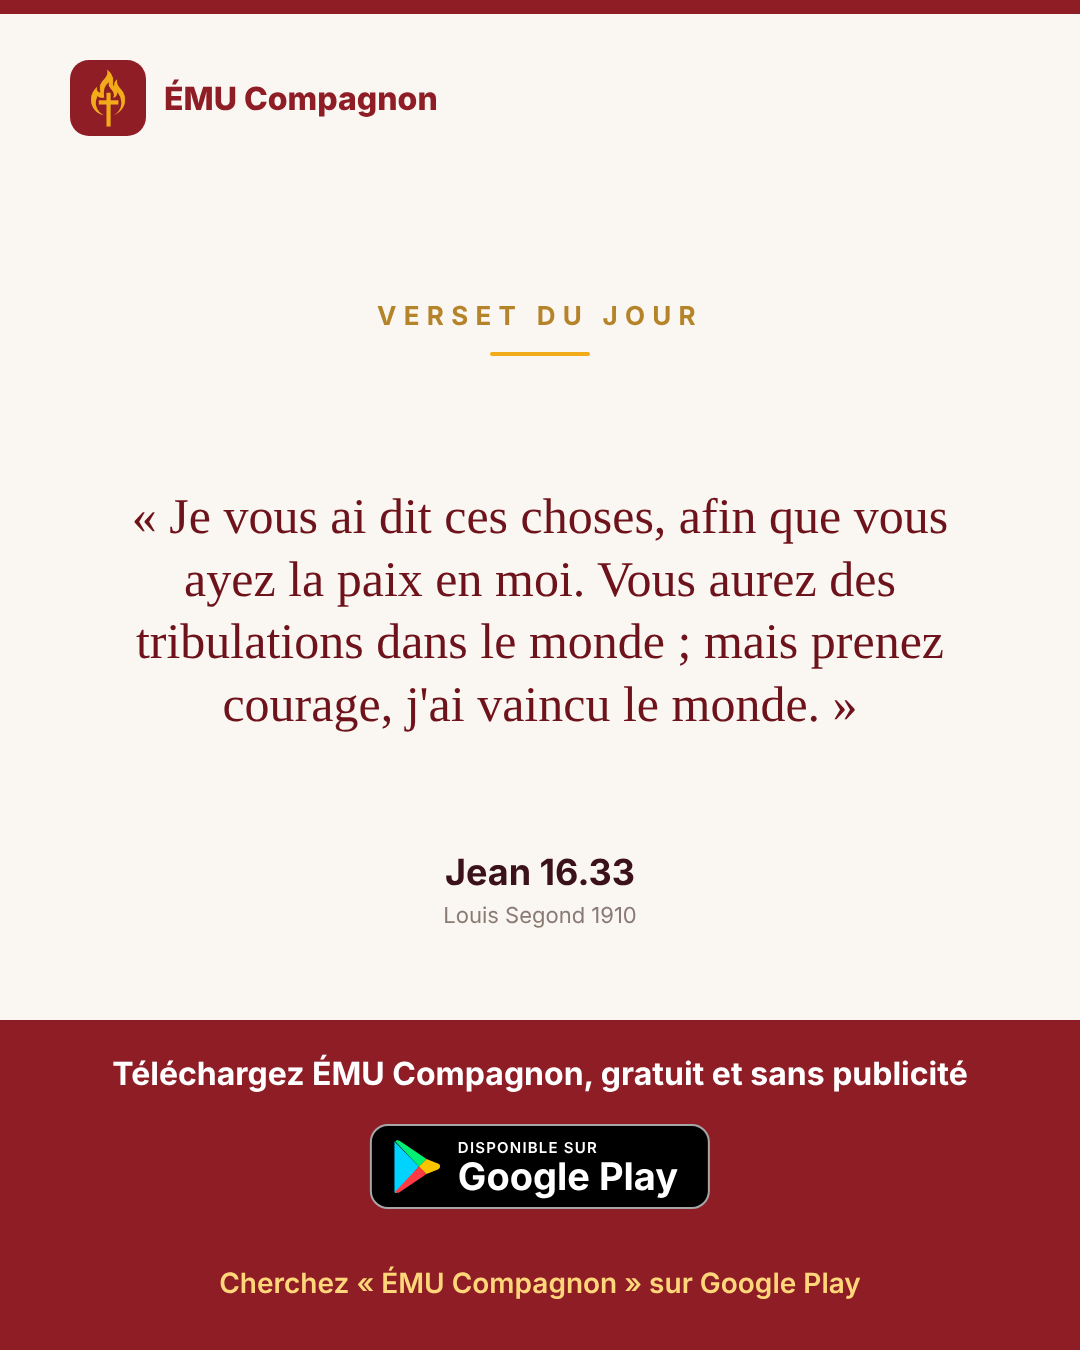 ÉMU Compagnon
VERSET DU JOUR
« Je vous ai dit ces choses, afin que vous
ayez la paix en moi. Vous aurez des
tribulations dans le monde ; mais prenez
courage, j'ai vaincu le monde. »
Jean 16.33
Louis Segond 1910
Téléchargez ÉMU Compagnon, gratuit et sans publicité
DISPONIBLE SUR
Google Play
Cherchez « ÉMU Compagnon » sur Google Play